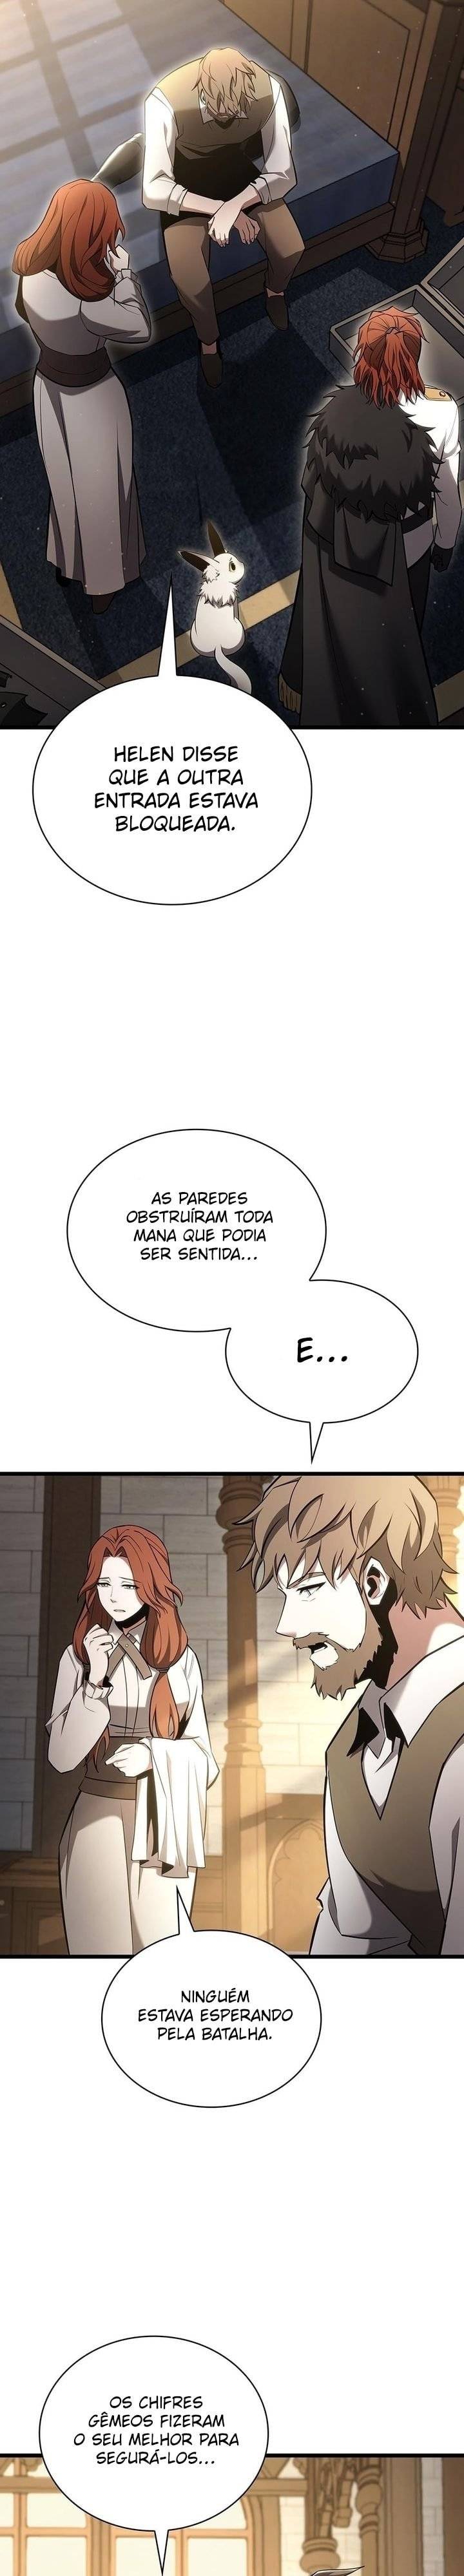 HELEN DISSE
QUE A OUTRA
ENTRADA ESTAVA
BLOQUEADA.
AS PAREDES
OBSTRUÍRAM TODA
MANA QUE PODIA
SER SENTIDA...
E...
NINGUÉM
ESTAVA ESPERANDO
PELA BATALHA.
OS CHIFRES
GÊMEOS FIZERAM
O SEU MELHOR PARA
SEGURÁ-LOS...